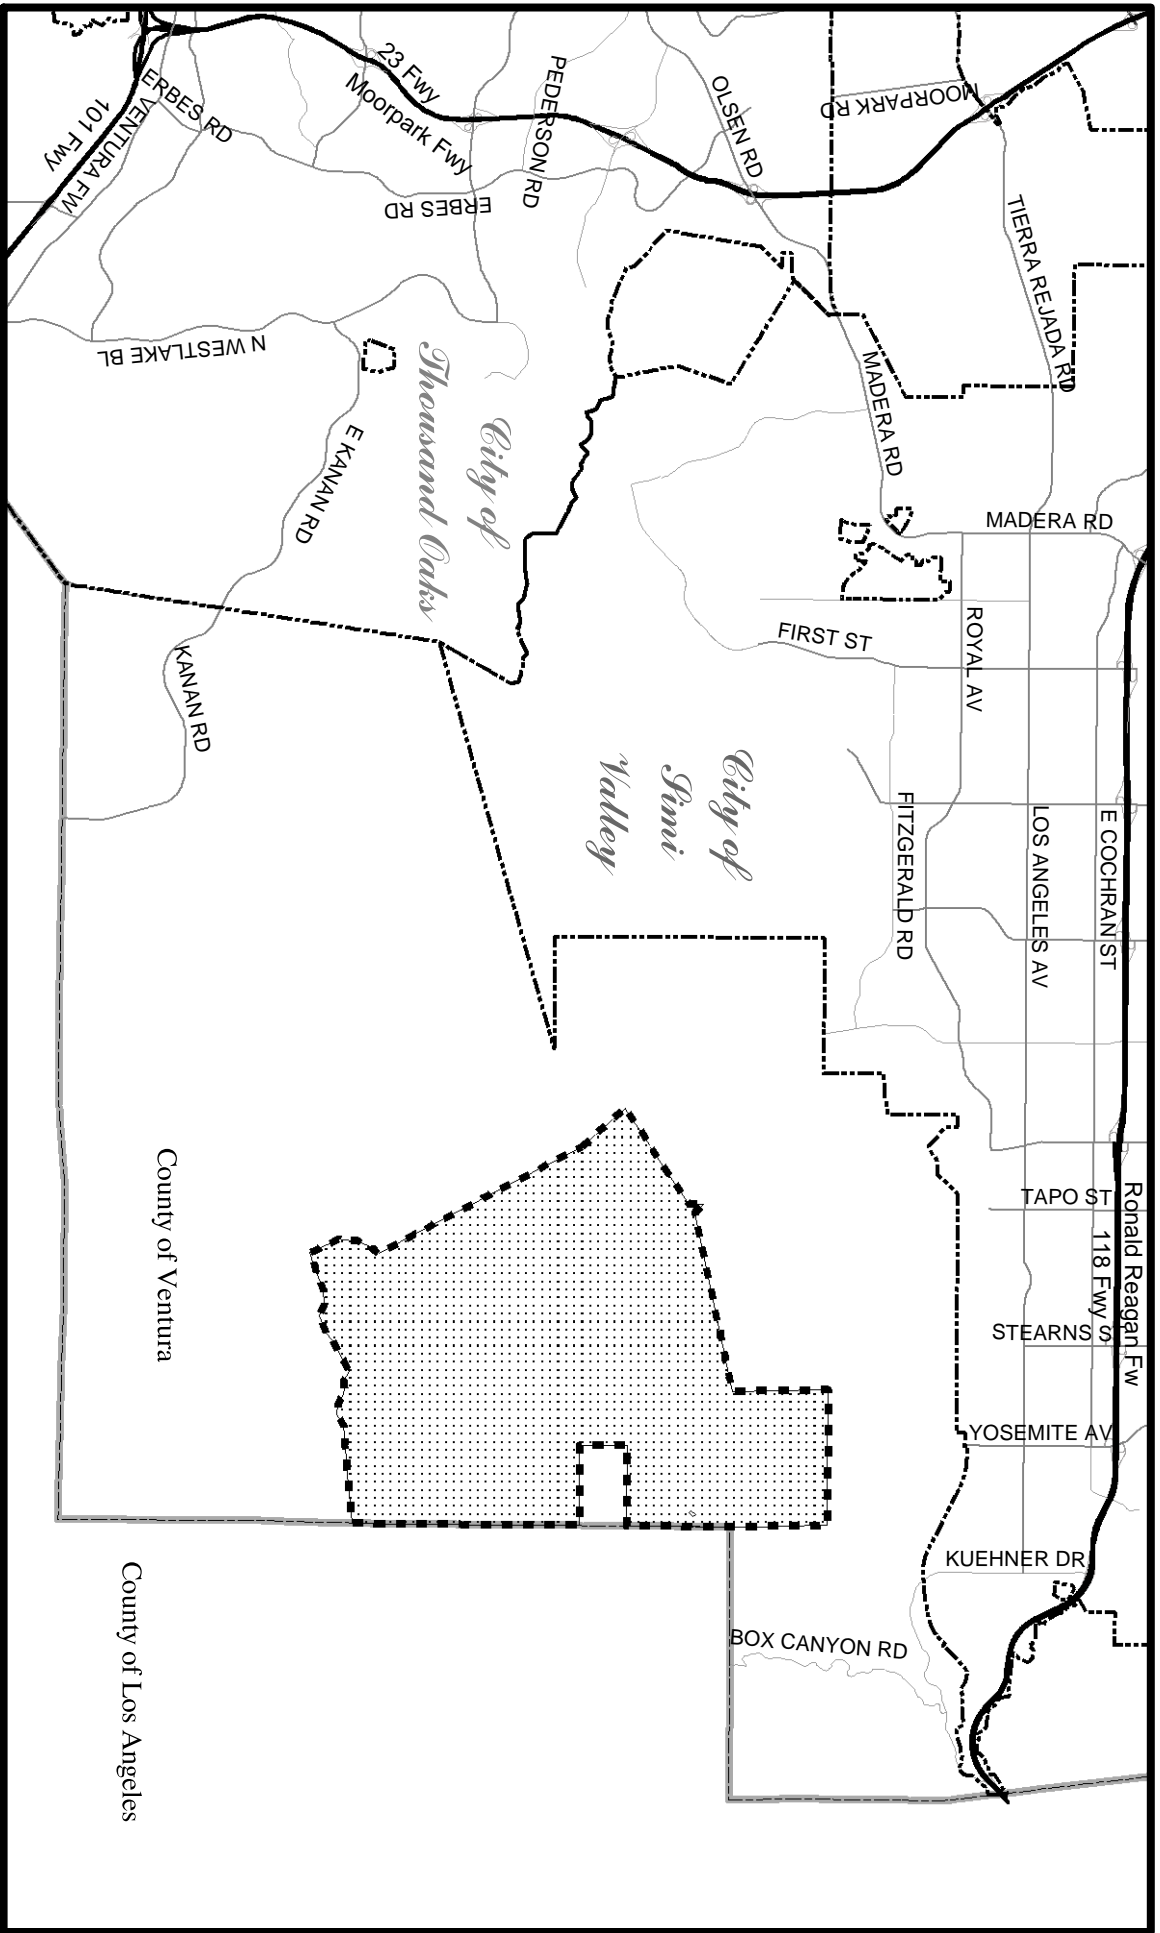 23 Fwy
Moorpark Fwy
101 Fwy
VENTURA FW
ERBES RD
PEDERSON RD
ERBES RD
OLSEN RD
MOORPARK RD
TIERRA REJADA RD
N WESTLAKE BL
E KANAN RD
KANAN RD
City of
Thousand Oaks
MADERA RD
MADERA RD
FIRST ST
ROYAL AV
City of
Simi
Valley
FITZGERALD RD
LOS ANGELES AV
E COCHRAN ST
TAPO ST
Ronald Reagan Fw
118 Fwy
STEARNS S
YOSEMITE AV
KUEHNER DR
BOX CANYON RD
County of Ventura
County of Los Angeles